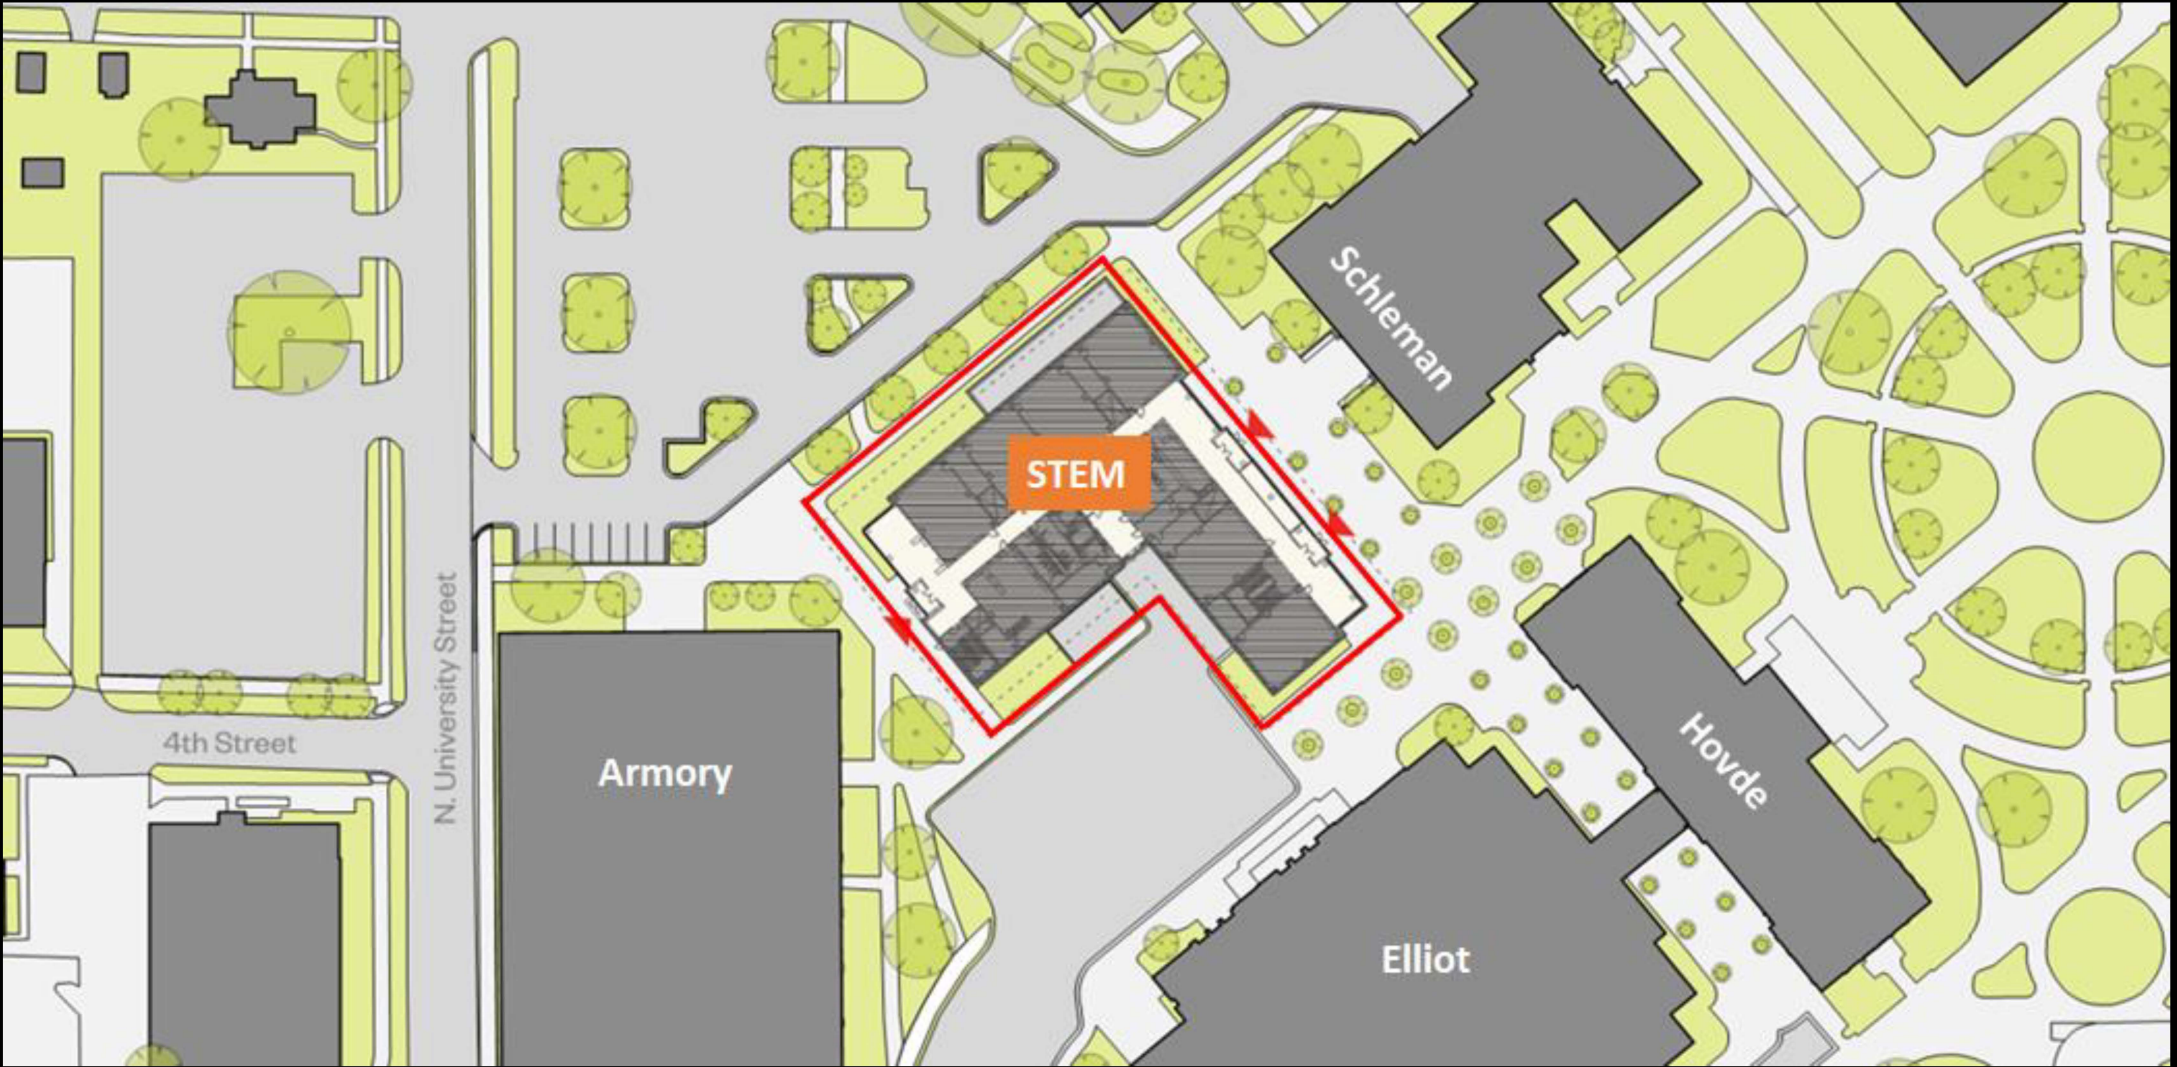 Schleman
STEM
N. University Street
4th Street
Armory
Hovde
Elliot